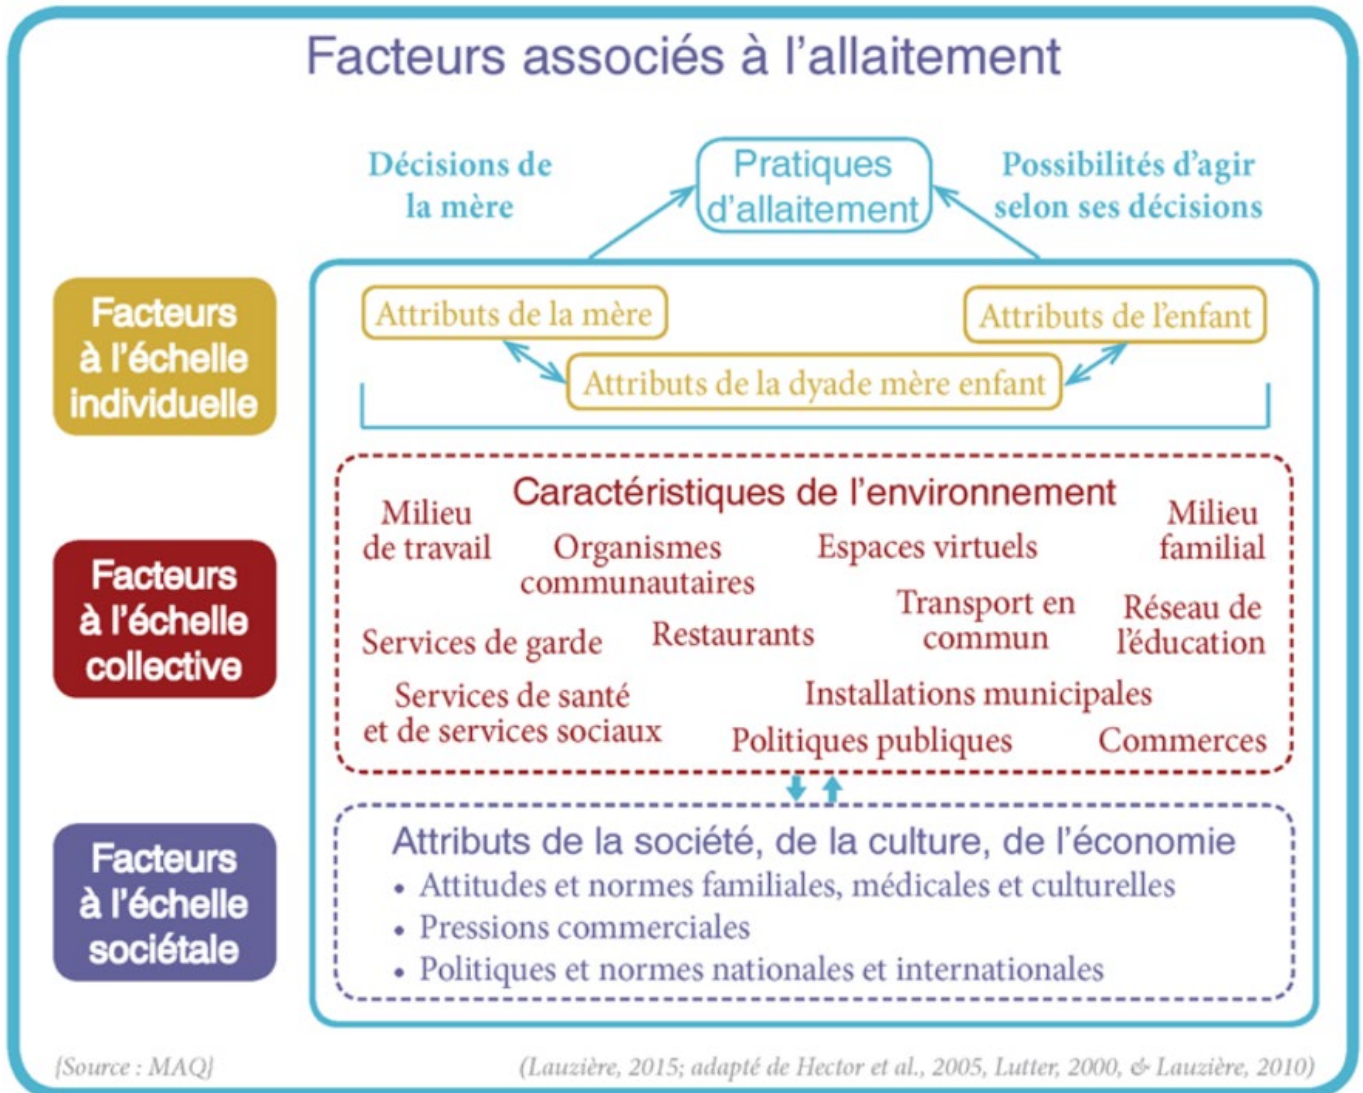 Facteurs associés à l'allaitement
Décisions de
la mère
Pratiques
d'allaitement
Possibilités d'agir
selon ses décisions
Facteurs
à l'échelle
individuelle
Attributs de la mère
Attributs de l'enfant
Attributs de la dyade mère enfant
Facteurs
à l'échelle
collective
Caractéristiques de l'environnement
Milieu
de travail
Organismes
communautaires
Espaces virtuels
Milieu
familial
Services de garde
Restaurants
Transport en
commun
Réseau de
l'éducation
Services de santé
et de services sociaux
Installations municipales
Politiques publiques
Commerces
Facteurs
à l'échelle
sociétale
Attributs de la société, de la culture, de l'économie
• Attitudes et normes familiales, médicales et culturelles
• Pressions commerciales
• Politiques et normes nationales et internationales
{Source : MAQ}
(Lauzière, 2015; adapté de Hector et al., 2005, Lutter, 2000, & Lauzière, 2010)